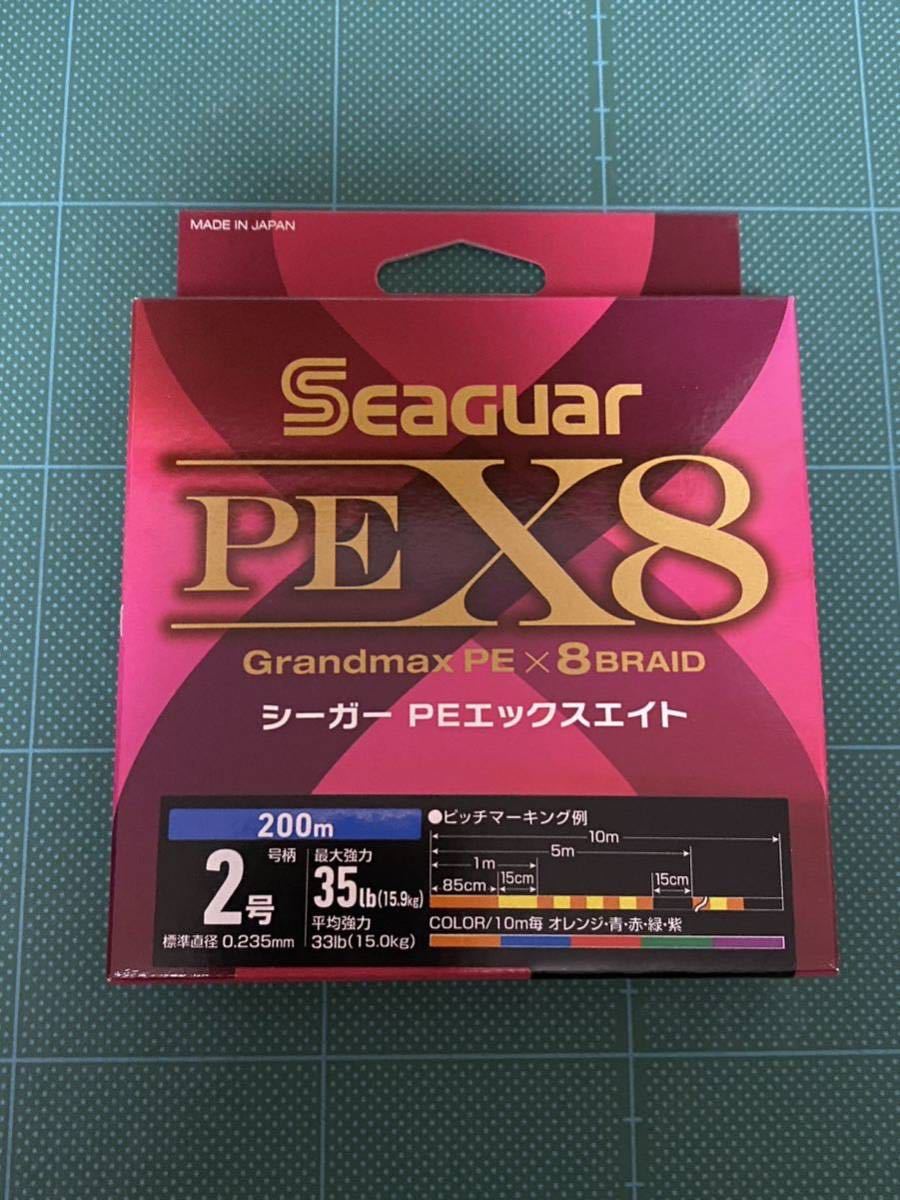 MADE IN JAPAN
SEAGUAR
PE X8
Grandmax PE×8BRAID
シーガー PEエックスエイト
200m
号柄
2号
標準直径 0.235mm
最大強力
35lb(15.9kg)
平均強力
33lb(15.0kg)
●ピッチマーキング例
10m
5m
1m
85cm
15cm
15cm
COLOR/10m毎 オレンジ・青・赤・緑・紫